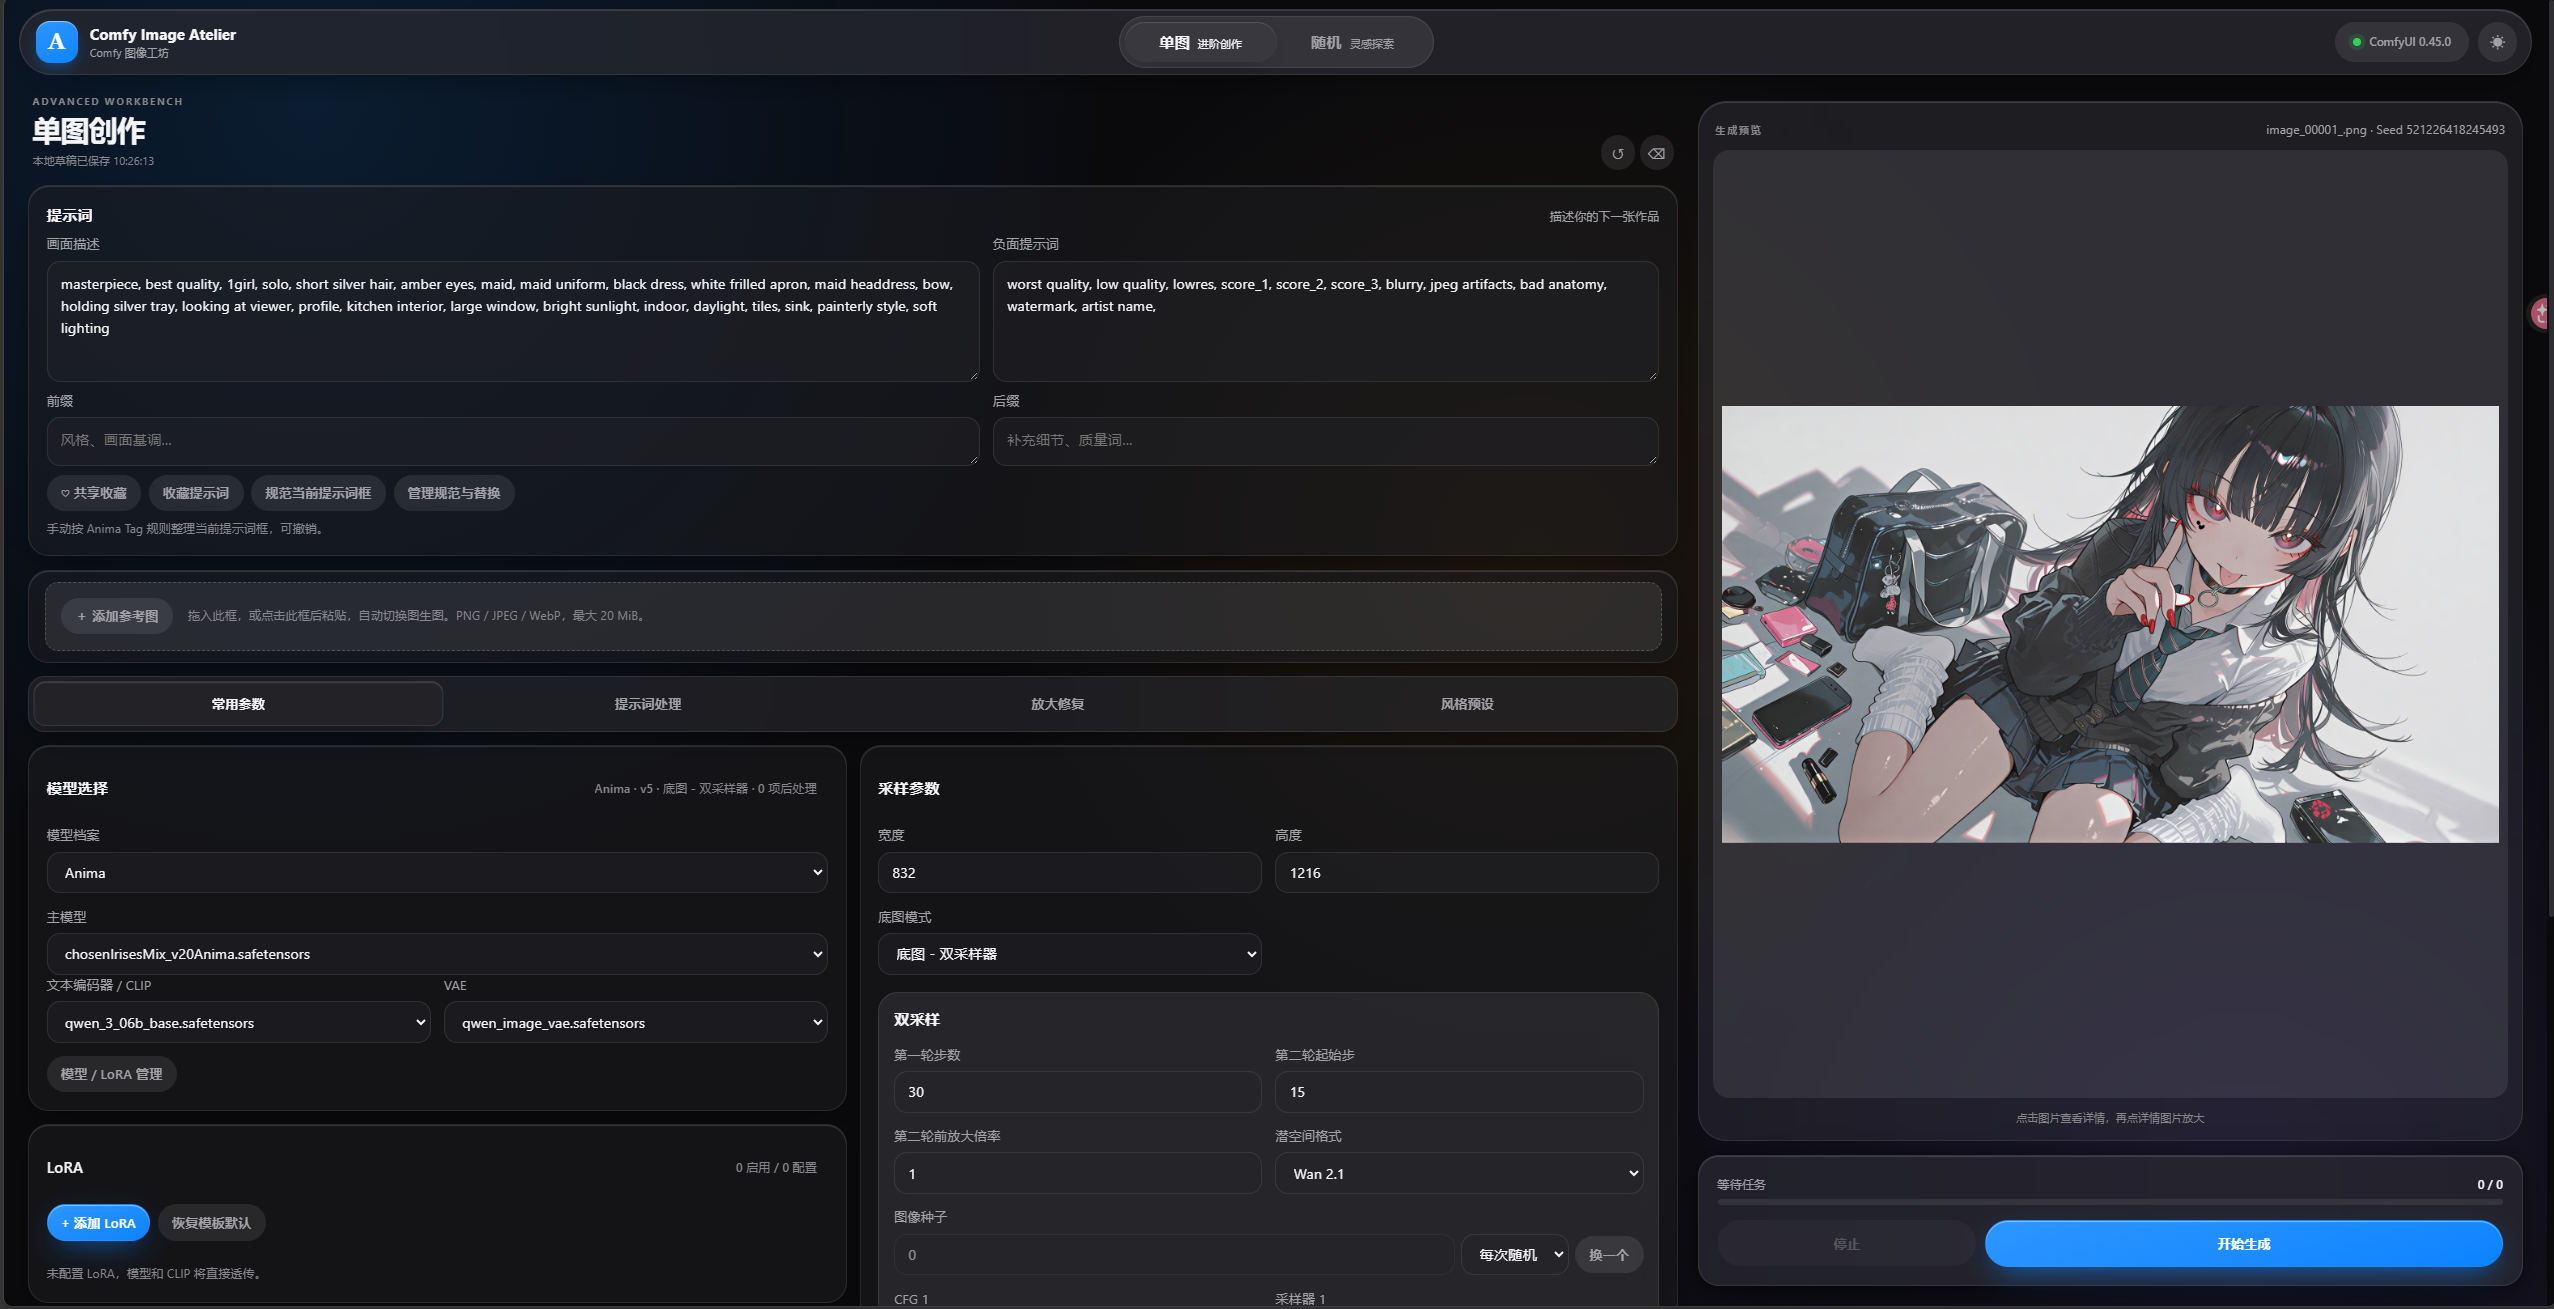 A
Comfy Image Atelier
Comfy 图像工坊
单图 进阶创作
随机 灵感探索
ComfyUI 0.45.0
ADVANCED WORKBENCH
单图创作
本地草稿已保存 10:26:13
提示词
描述你的下一张作品
画面描述
masterpiece, best quality, 1girl, solo, short silver hair, amber eyes, maid, maid uniform, black dress, white frilled apron, maid headdress, bow,
holding silver tray, looking at viewer, profile, kitchen interior, large window, bright sunlight, indoor, daylight, tiles, sink, painterly style, soft
lighting
负面提示词
worst quality, low quality, lowres, score_1, score_2, score_3, blurry, jpeg artifacts, bad anatomy,
watermark, artist name,
前缀
风格、画面基调...
后缀
补充细节、质量词...
♡ 共享收藏
收藏提示词
规范当前提示词框
管理规范与替换
手动按 Anima Tag 规则整理当前提示词框，可撤销。
+ 添加参考图
拖入此框，或点击此框后粘贴，自动切换图生图。PNG / JPEG / WebP，最大 20 MiB。
常用参数
提示词处理
放大修复
风格预设
模型选择
Anima · v5 · 底图 - 双采样器 · 0 项后处理
模型档案
Anima
主模型
chosenIrisesMix_v20Anima.safetensors
文本编码器 / CLIP
VAE
qwen_3_06b_base.safetensors
qwen_image_vae.safetensors
模型 / LoRA 管理
LoRA
0 启用 / 0 配置
+ 添加 LoRA
恢复模板默认
未配置 LoRA，模型和 CLIP 将直接透传。
采样参数
宽度
高度
832
1216
底图模式
底图 - 双采样器
双采样
第一轮步数
第二轮起始步
30
15
第二轮前放大倍率
潜空间格式
1
Wan 2.1
图像种子
0
每次随机
换一个
CFG 1
采样器 1
生成预览
image_00001_.png · Seed 521226418245493
点击图片查看详情，再点详情图片放大
等待任务
0 / 0
停止
开始生成